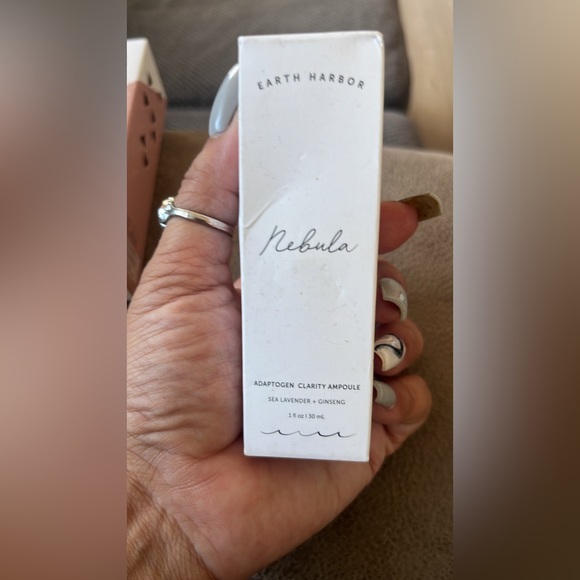 EARTH HARBOR
Nebula
ADAPTOGEN CLARITY AMPOULE
SEA LAVENDER + GINSENG
1 fl oz | 30 mL